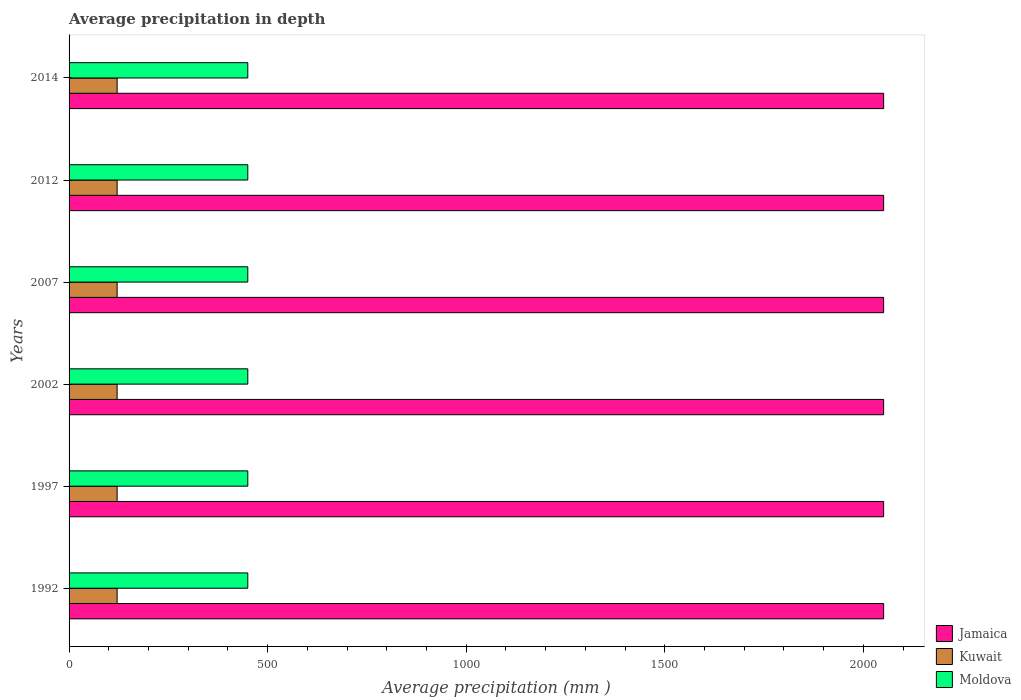 Average precipitation in depth
2014
2012
2007
2002
1997
1992
Years
0
500
1000
1500
2000
Average precipitation (mm )
Jamaica
Kuwait
Moldova